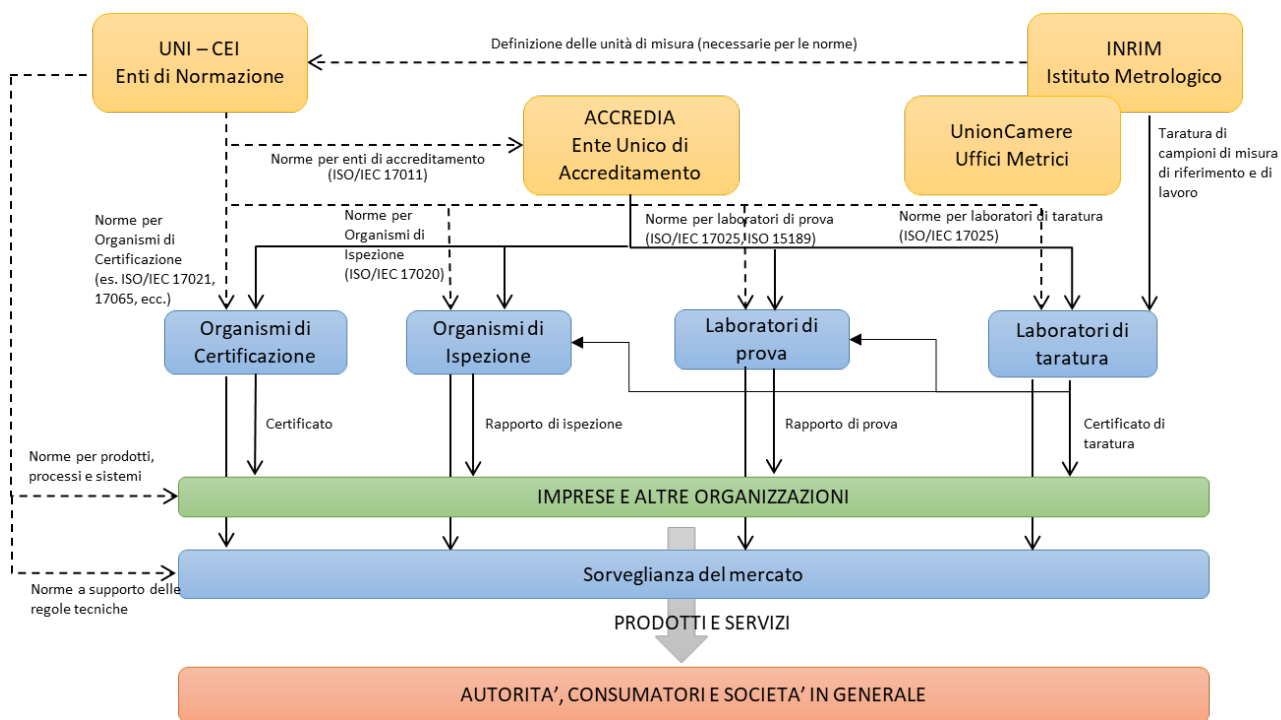 UNI – CEI
Enti di Normazione
Definizione delle unità di misura (necessarie per le norme)
INRIM
Istituto Metrologico
ACCREDIA
Ente Unico di
Accreditamento
UnionCamere
Uffici Metrici
Taratura di
campioni di misura
di riferimento e di
lavoro
Norme per enti di accreditamento
(ISO/IEC 17011)
Norme per
Organismi di
Certificazione
(es. ISO/IEC 17021,
17065, ecc.)
Norme per
Organismi di
Ispezione
(ISO/IEC 17020)
Norme per laboratori di prova
(ISO/IEC 17025, ISO 15189)
Norme per laboratori di taratura
(ISO/IEC 17025)
Organismi di
Certificazione
Organismi di
Ispezione
Laboratori di
prova
Laboratori di
taratura
Certificato
Rapporto di ispezione
Rapporto di prova
Certificato di
taratura
Norme per prodotti,
processi e sistemi
IMPRESE E ALTRE ORGANIZZAZIONI
Sorveglianza del mercato
Norme a supporto delle
regole tecniche
PRODOTTI E SERVIZI
AUTORITA’, CONSUMATORI E SOCIETA’ IN GENERALE